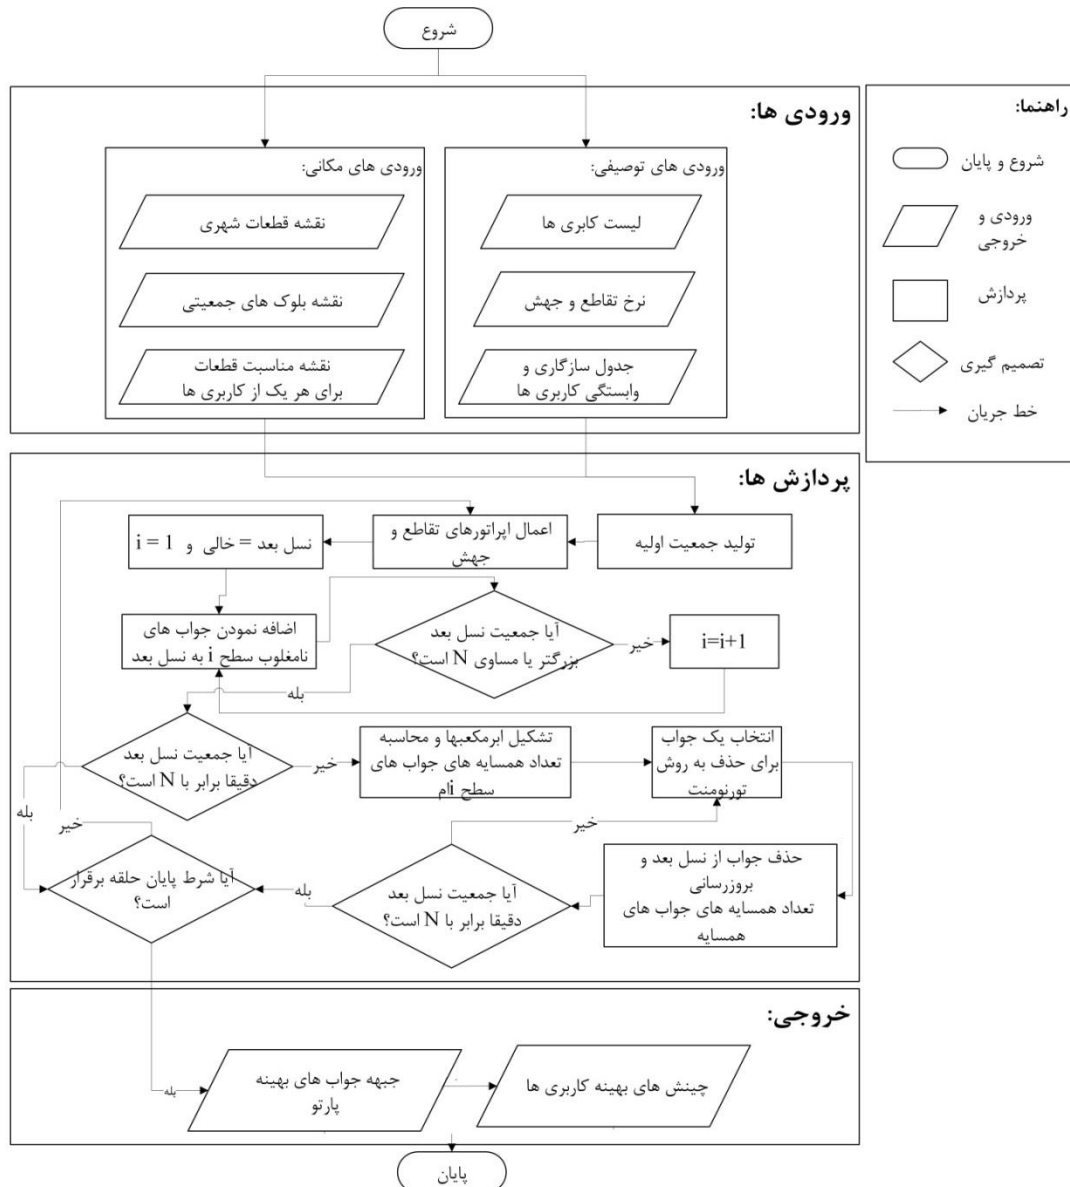 شروع
راهنما:
شروع و پایان
ورودی و
خروجی
پردازش
تصمیم گیری
خط جریان
ورودی ها:
ورودی های توصیفی:
لیست کابری ها
نرخ تقاطع و جهش
جدول سازگاری و
وابستگی کاربری ها
ورودی های مکانی:
نقشه قطعات شهری
نقشه بلوک های جمعیتی
نقشه مناسبت قطعات
برای هر یک از کاربری ها
پردازش ها:
تولید جمعیت اولیه
اعمال اپراتورهای تقاطع و
جهش
نسل بعد = خالی و i = 1
اضافه نمودن جواب های
نامغلوب سطح i به نسل بعد
آیا جمعیت نسل بعد
بزرگتر یا مساوی N است؟
خیر
i=i+1
بله
آیا جمعیت نسل بعد
دقیقا برابر با N است؟
خیر
تشکیل ابرمکعبها و محاسبه
تعداد همسایه های جواب های
سطح iام
انتخاب یک جواب
برای حذف به روش
تورنومنت
حذف جواب از نسل بعد و
بروزرسانی
تعداد همسایه های جواب های
همسایه
آیا جمعیت نسل بعد
دقیقا برابر با N است؟
خیر
بله
بله
خیر
آیا شرط پایان حلقه برقرار
است؟
خروجی:
بله
جبهه جواب های بهینه
پارتو
چینش های بهینه کاربری ها
پایان